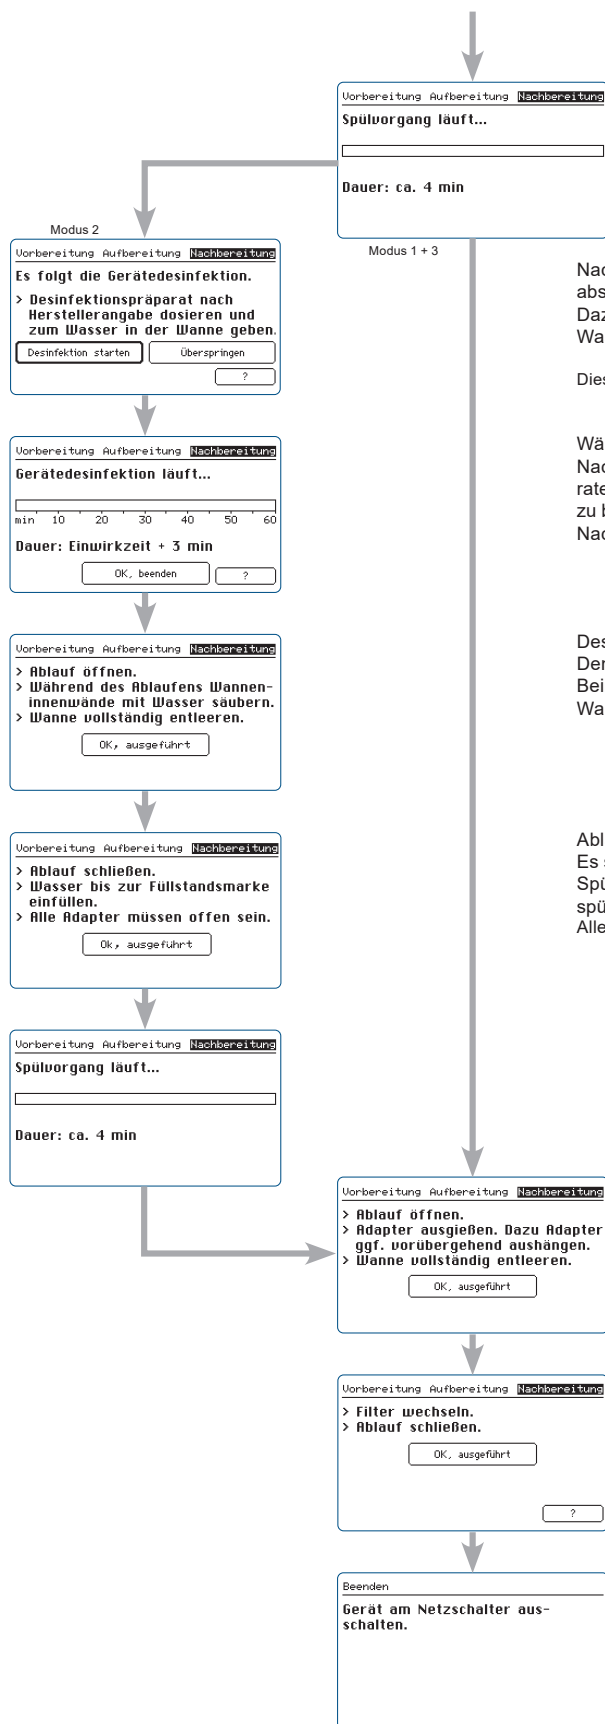 Vorbereitung Aufbereitung Nachbereitung
Spülvorgang läuft...
Dauer: ca. 4 min
Modus 2
Modus 1 + 3
Vorbereitung Aufbereitung Nachbereitung
Es folgt die Gerätedesinfektion.
> Desinfektionspräparat nach
Herstellerangabe dosieren und
zum Wasser in der Wanne geben.
Desinfektion starten
Überspringen
?
Vorbereitung Aufbereitung Nachbereitung
Gerätedesinfektion läuft...
min 10 20 30 40 50 60
Dauer: Einwirkzeit + 3 min
OK, beenden
?
Vorbereitung Aufbereitung Nachbereitung
> Ablauf öffnen.
> Während des Ablaufens Wannen-
innenwände mit Wasser säubern.
> Wanne vollständig entleeren.
OK, ausgeführt
Vorbereitung Aufbereitung Nachbereitung
> Ablauf schließen.
> Wasser bis zur Füllstandsmarke
einfüllen.
> Alle Adapter müssen offen sein.
Ok, ausgeführt
Vorbereitung Aufbereitung Nachbereitung
Spülvorgang läuft...
Dauer: ca. 4 min
Vorbereitung Aufbereitung Nachbereitung
> Ablauf öffnen.
> Adapter ausgießen. Dazu Adapter
ggf. vorübergehend aushängen.
> Wanne vollständig entleeren.
OK, ausgeführt
Vorbereitung Aufbereitung Nachbereitung
> Filter wechseln.
> Ablauf schließen.
OK, ausgeführt
?
Beenden
Gerät am Netzschalter aus-
schalten.